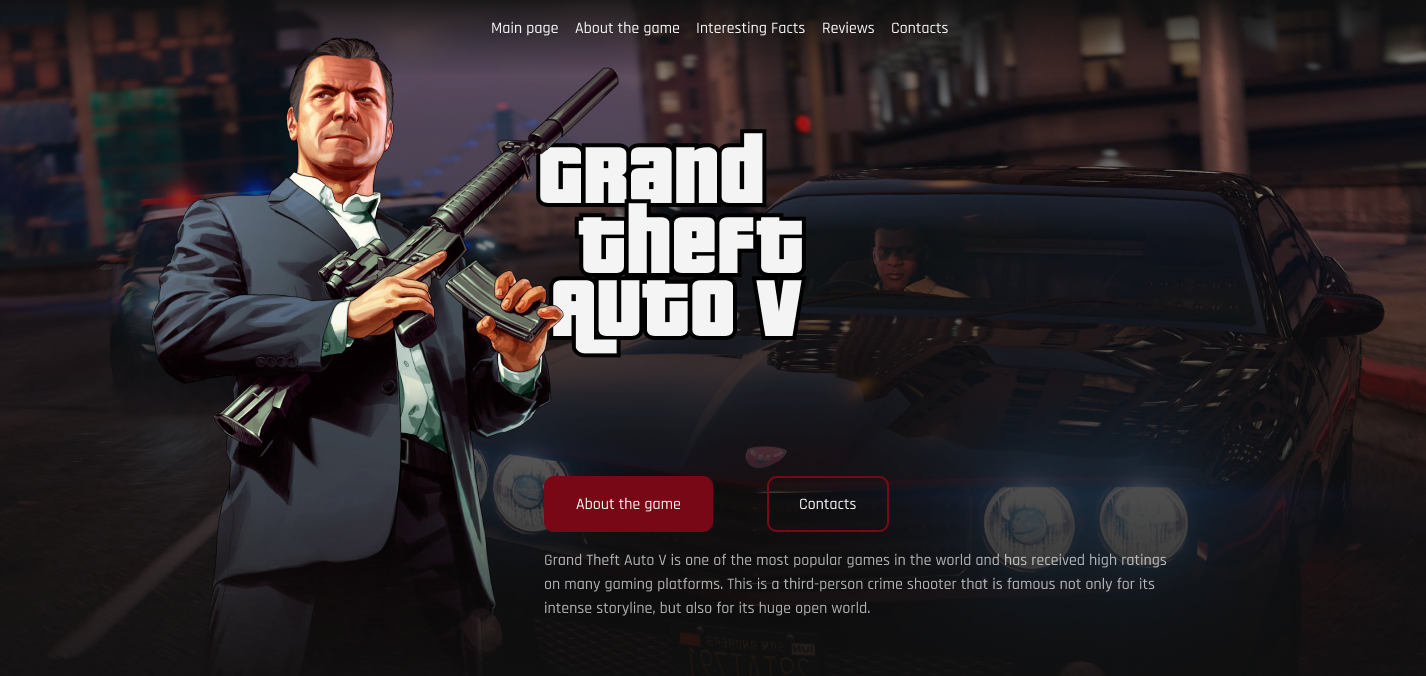 Main page About the game Interesting Facts Reviews Contacts
GRand
theft
Auto V
About the game Contacts
Grand Theft Auto V is one of the most popular games in the world and has received high ratings
on many gaming platforms. This is a third-person crime shooter that is famous not only for its
intense storyline, but also for its huge open world.